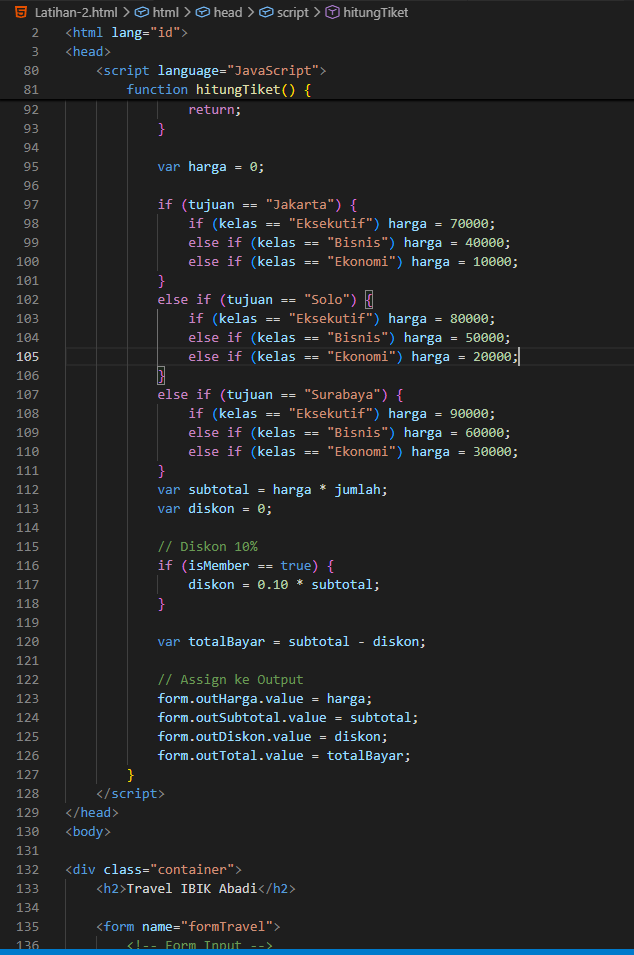 Latihan-2.html > html > head > script > hitungTiket
2 <html lang="id">
3 <head>
80 <script language="JavaScript">
81 function hitungTiket() {
92 return;
93 }
94
95 var harga = 0;
96
97 if (tujuan == "Jakarta") {
98 if (kelas == "Eksekutif") harga = 70000;
99 else if (kelas == "Bisnis") harga = 40000;
100 else if (kelas == "Ekonomi") harga = 10000;
101 }
102 else if (tujuan == "Solo") {
103 if (kelas == "Eksekutif") harga = 80000;
104 else if (kelas == "Bisnis") harga = 50000;
105 else if (kelas == "Ekonomi") harga = 20000;
106 }
107 else if (tujuan == "Surabaya") {
108 if (kelas == "Eksekutif") harga = 90000;
109 else if (kelas == "Bisnis") harga = 60000;
110 else if (kelas == "Ekonomi") harga = 30000;
111 }
112 var subtotal = harga * jumlah;
113 var diskon = 0;
114
115 // Diskon 10%
116 if (isMember == true) {
117 diskon = 0.10 * subtotal;
118 }
119
120 var totalBayar = subtotal - diskon;
121
122 // Assign ke Output
123 form.outHarga.value = harga;
124 form.outSubtotal.value = subtotal;
125 form.outDiskon.value = diskon;
126 form.outTotal.value = totalBayar;
127 }
128 </script>
129 </head>
130 <body>
131
132 <div class="container">
133 <h2>Travel IBIK Abadi</h2>
134
135 <form name="formTravel">
136 <!-- Form Input -->